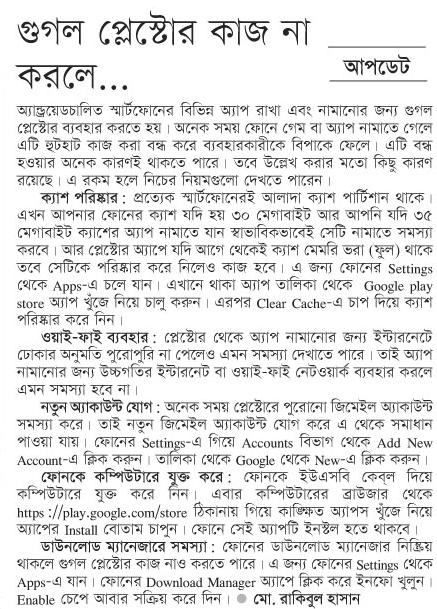 গুগল প্লেস্টোর কাজ না
করলে...
আপডেট
অ্যান্ড্রয়েডচালিত স্মার্টফোনের বিভিন্ন অ্যাপ রাখা এবং নামানোর জন্য গুগল
প্লেস্টোর ব্যবহার করতে হয়। অনেক সময় ফোনে গেম বা অ্যাপ নামাতে গেলে
এটি হুটহাট কাজ করা বন্ধ করে ব্যবহারকারীকে বিপাকে ফেলে। এটি বন্ধ
হওয়ার অনেক কারণই থাকতে পারে। তবে উল্লেখ করার মতো কিছু কারণ
রয়েছে। এ রকম হলে নিচের নিয়মগুলো দেখতে পারেন।
ক্যাশ পরিষ্কার : প্রত্যেক স্মার্টফোনেরই আলাদা ক্যাশ পার্টিশান থাকে।
এখন আপনার ফোনের ক্যাশ যদি হয় ৩০ মেগাবাইট আর আপনি যদি ৩৫
মেগাবাইট ক্যাশের অ্যাপ নামাতে যান স্বাভাবিকভাবেই সেটি নামাতে সমস্যা
করবে। আর প্লেস্টোর অ্যাপে যদি আগে থেকেই ক্যাশ মেমরি ভরা (ফুল) থাকে
তবে সেটিকে পরিষ্কার করে নিলেও কাজ হবে। এ জন্য ফোনের Settings
থেকে Apps-এ চলে যান। এখানে থাকা অ্যাপ তালিকা থেকে Google play
store অ্যাপ খুঁজে নিয়ে চালু করুন। এরপর Clear Cache-এ চাপ দিয়ে ক্যাশ
পরিষ্কার করে নিন।
ওয়াই-ফাই ব্যবহার : প্লেস্টোর থেকে অ্যাপ নামানোর জন্য ইন্টারনেটে
ঢোকার অনুমতি পুরোপুরি না পেলেও এমন সমস্যা দেখাতে পারে। তাই অ্যাপ
নামানোর জন্য উচ্চগতির ইন্টারনেট বা ওয়াই-ফাই নেটওয়ার্ক ব্যবহার করলে
এমন সমস্যা হবে না।
নতুন অ্যাকাউন্ট যোগ : অনেক সময় প্লেস্টোরে পুরোনো জিমেইল অ্যাকাউন্ট
সমস্যা করে। তাই নতুন জিমেইল অ্যাকাউন্ট যোগ করে এ থেকে সমাধান
পাওয়া যায়। ফোনের Settings-এ গিয়ে Accounts বিভাগ থেকে Add New
Account-এ ক্লিক করুন। তালিকা থেকে Google থেকে New-এ ক্লিক করুন।
ফোনকে কম্পিউটারে যুক্ত করে : ফোনকে ইউএসবি কেব্‌ল দিয়ে
কম্পিউটারে যুক্ত করে নিন। এবার কম্পিউটারের ব্রাউজার থেকে
https://play.google.com/store ঠিকানায় গিয়ে কাঙ্ক্ষিত অ্যাপস খুঁজে নিয়ে
অ্যাপের Install বোতাম চাপুন। ফোনে সেই অ্যাপটি ইনস্টল হতে থাকবে।
ডাউনলোড ম্যানেজারে সমস্যা : ফোনের ডাউনলোড ম্যানেজার নিষ্ক্রিয়
থাকলে গুগল প্লেস্টোর কাজ নাও করতে পারে। এ জন্য ফোনের Settings থেকে
Apps-এ যান। ফোনের Download Manager অ্যাপে ক্লিক করে ইনফো খুলুন।
Enable চেপে আবার সক্রিয় করে দিন। ● মো. রাকিবুল হাসান